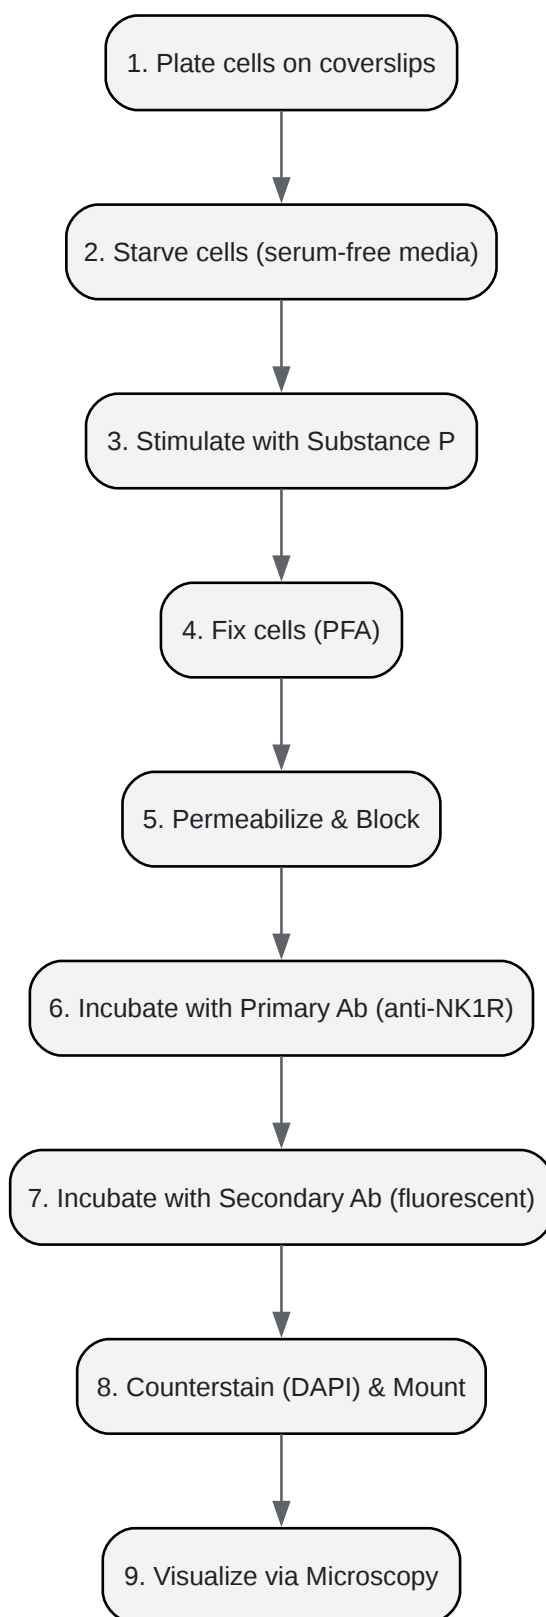 1. Plate cells on coverslips
2. Starve cells (serum-free media)
3. Stimulate with Substance P
4. Fix cells (PFA)
5. Permeabilize & Block
6. Incubate with Primary Ab (anti-NK1R)
7. Incubate with Secondary Ab (fluorescent)
8. Counterstain (DAPI) & Mount
9. Visualize via Microscopy